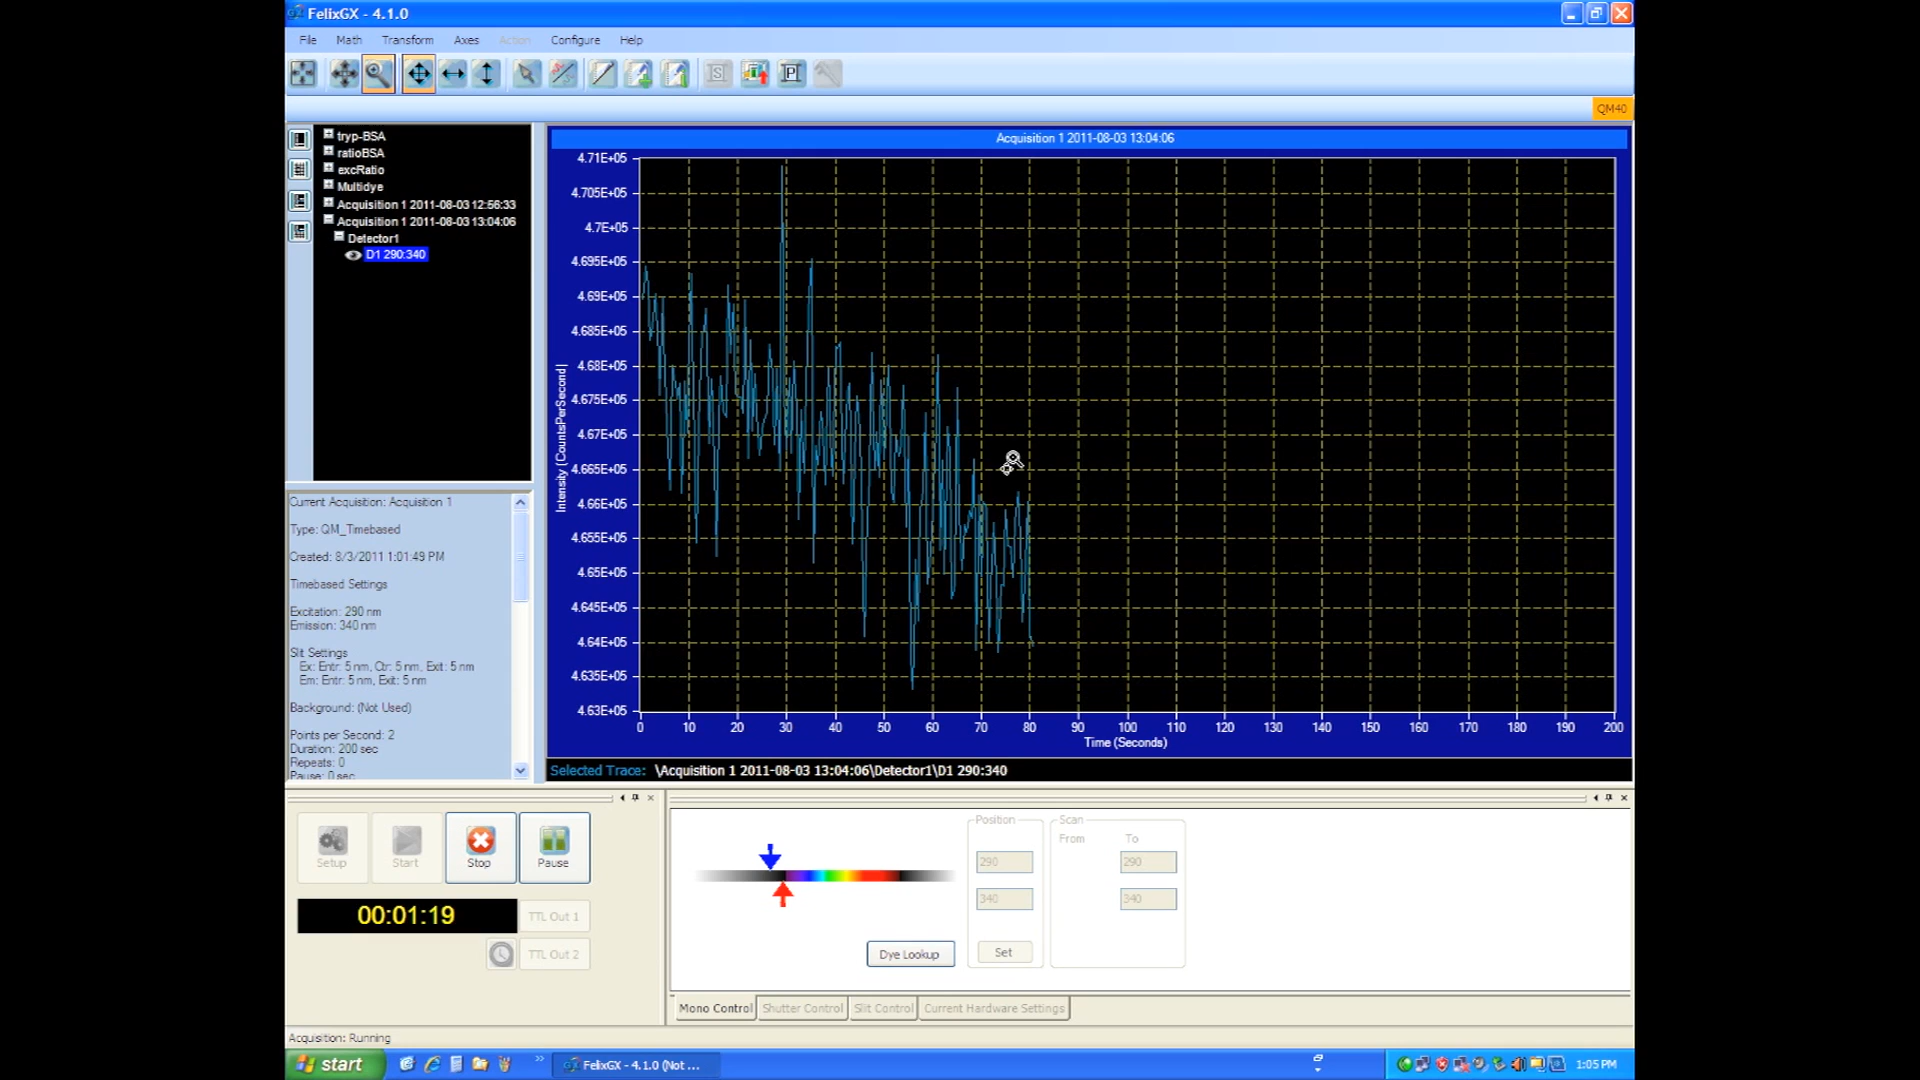 FelixGX - 4.1.0
File Math Transform Axes Action Configure Help
QM40
tryp-BSA
ratioBSA
excRatio
Multidye
Acquisition 1 2011-08-03 12:56:33
Acquisition 1 2011-08-03 13:04:06
Detector1
D1 290:340
Current Acquisition: Acquisition 1
Type: QM_Timebased
Created: 8/3/2011 1:01:49 PM
Timebased Settings
Excitation: 290 nm
Emission: 340 nm
Slit Settings
Ex: Entr: 5 nm, Ctr: 5 nm, Exit: 5 nm
Em: Entr: 5 nm, Exit: 5 nm
Background: (Not Used)
Points per Second: 2
Duration: 200 sec
Repeats: 0
Pause: 0 sec
Acquisition 1 2011-08-03 13:04:06
4.71E+05
4.705E+05
4.7E+05
4.695E+05
4.69E+05
4.685E+05
4.68E+05
4.675E+05
4.67E+05
4.665E+05
4.66E+05
4.655E+05
4.65E+05
4.645E+05
4.64E+05
4.635E+05
4.63E+05
Intensity (CountsPerSecond)
0 10 20 30 40 50 60 70 80 90 100 110 120 130 140 150 160 170 180 190 200
Time (Seconds)
Selected Trace: \Acquisition 1 2011-08-03 13:04:06\Detector1\D1 290:340
Setup Start Stop Pause
00:01:19
TTL Out 1
TTL Out 2
Position Scan
From To
290 290
340 340
Dye Lookup Set
Mono Control Shutter Control Slit Control Current Hardware Settings
Acquisition: Running
start
FelixGX - 4.1.0 (Not ...
1:05 PM